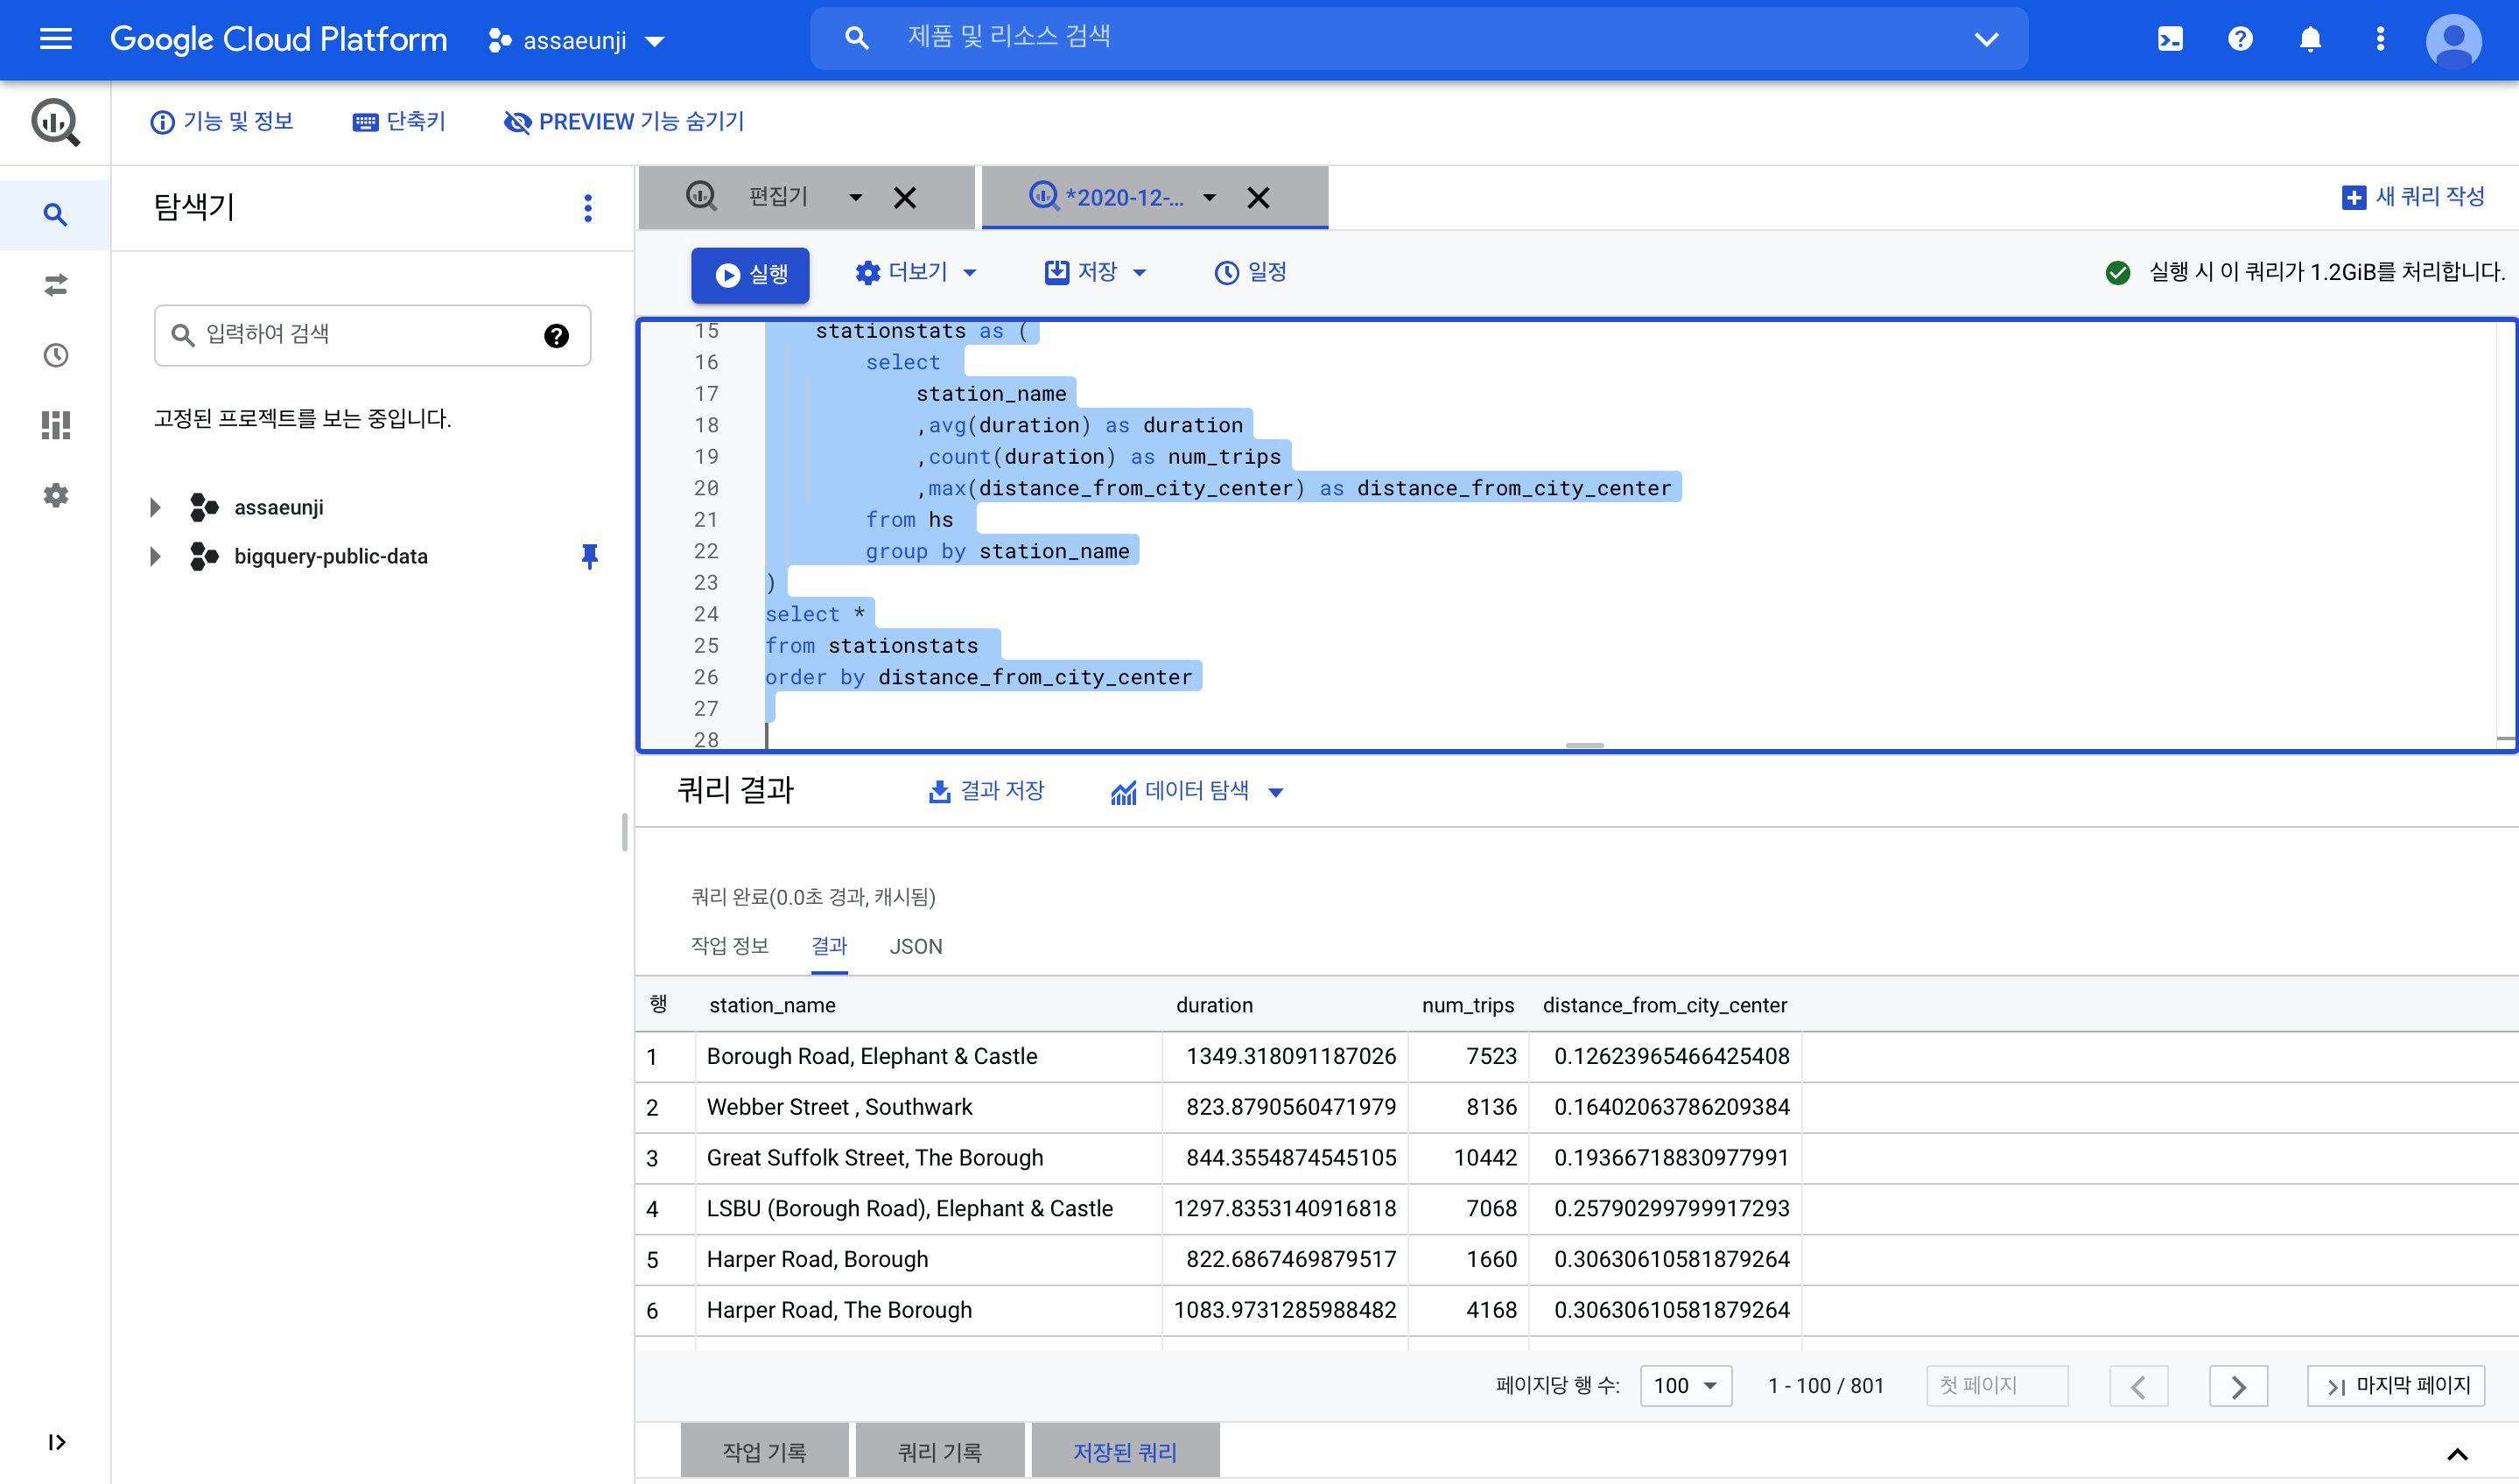 Google Cloud Platform
assaeunji
제품 및 리소스 검색
기능 및 정보
단축키
PREVIEW 기능 숨기기
탐색기
입력하여 검색
고정된 프로젝트를 보는 중입니다.
assaeunji
bigquery-public-data
편집기
*2020-12-...
새 쿼리 작성
실행
더보기
저장
일정
실행 시 이 쿼리가 1.2GiB를 처리합니다.
15 stationstats as (
16 select
17 station_name
18 ,avg(duration) as duration
19 ,count(duration) as num_trips
20 ,max(distance_from_city_center) as distance_from_city_center
21 from hs
22 group by station_name
23 )
24 select *
25 from stationstats
26 order by distance_from_city_center
27
28
쿼리 결과
결과 저장
데이터 탐색
쿼리 완료(0.0초 경과, 캐시됨)
작업 정보 결과 JSON
행 station_name duration num_trips distance_from_city_center
1 Borough Road, Elephant & Castle 1349.318091187026 7523 0.12623965466425408
2 Webber Street , Southwark 823.8790560471979 8136 0.16402063786209384
3 Great Suffolk Street, The Borough 844.3554874545105 10442 0.19366718830977991
4 LSBU (Borough Road), Elephant & Castle 1297.8353140916818 7068 0.25790299799917293
5 Harper Road, Borough 822.6867469879517 1660 0.30630610581879264
6 Harper Road, The Borough 1083.9731285988482 4168 0.30630610581879264
페이지당 행 수: 100 1 - 100 / 801 첫 페이지 마지막 페이지
작업 기록 쿼리 기록 저장된 쿼리